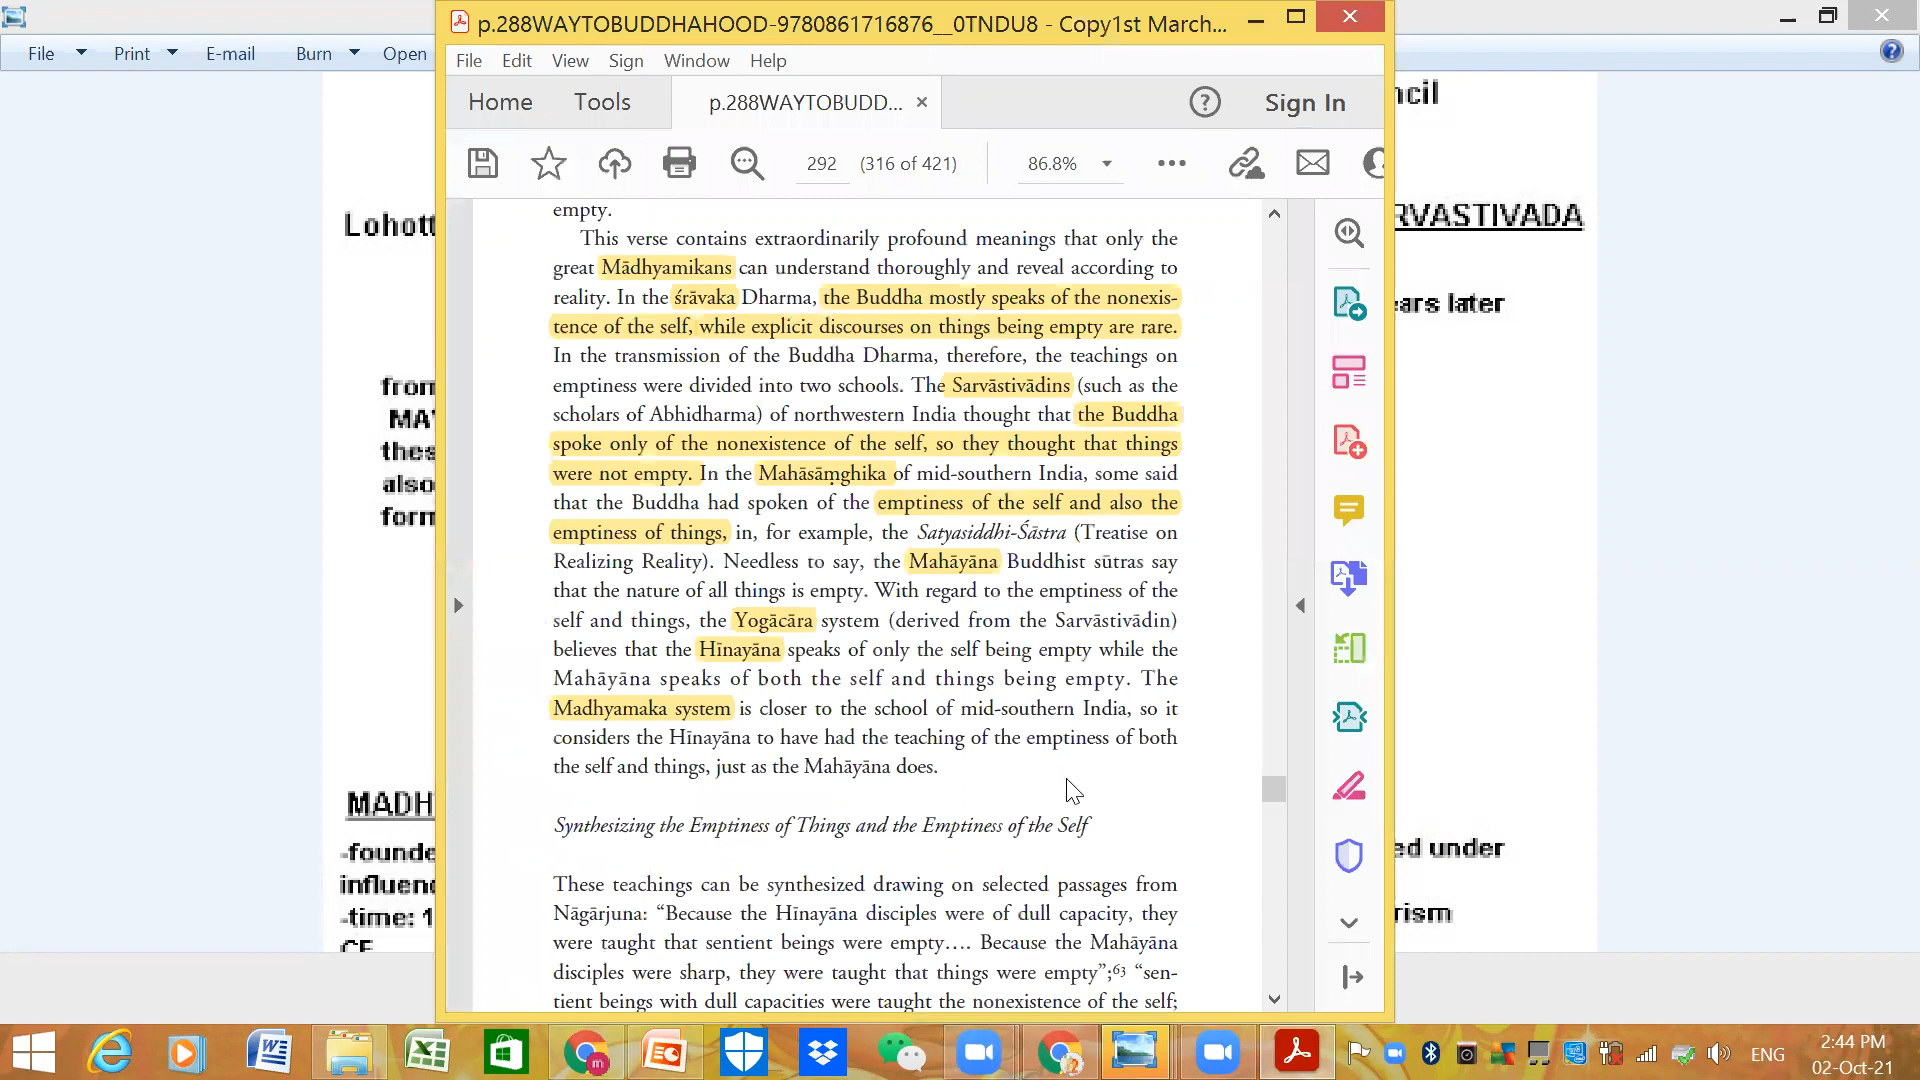 p.288WAYTOBUDDHAHOOD-9780861716876__0TNDU8 - Copy1st March...
File Print E-mail Burn Open
File Edit View Sign Window Help
Home Tools p.288WAYTOBUDD... Sign In
292 (316 of 421) 86.8%
empty.
This verse contains extraordinarily profound meanings that only the
great Mādhyamikans can understand thoroughly and reveal according to
reality. In the śrāvaka Dharma, the Buddha mostly speaks of the nonexis-
tence of the self, while explicit discourses on things being empty are rare.
In the transmission of the Buddha Dharma, therefore, the teachings on
emptiness were divided into two schools. The Sarvāstivādins (such as the
scholars of Abhidharma) of northwestern India thought that the Buddha
spoke only of the nonexistence of the self, so they thought that things
were not empty. In the Mahāsāṃghika of mid-southern India, some said
that the Buddha had spoken of the emptiness of the self and also the
emptiness of things, in, for example, the Satyasiddhi-Śāstra (Treatise on
Realizing Reality). Needless to say, the Mahāyāna Buddhist sūtras say
that the nature of all things is empty. With regard to the emptiness of the
self and things, the Yogācāra system (derived from the Sarvāstivādin)
believes that the Hīnayāna speaks of only the self being empty while the
Mahāyāna speaks of both the self and things being empty. The
Madhyamaka system is closer to the school of mid-southern India, so it
considers the Hīnayāna to have had the teaching of the emptiness of both
the self and things, just as the Mahāyāna does.
Synthesizing the Emptiness of Things and the Emptiness of the Self
These teachings can be synthesized drawing on selected passages from
Nāgārjuna: “Because the Hīnayāna disciples were of dull capacity, they
were taught that sentient beings were empty.... Because the Mahāyāna
disciples were sharp, they were taught that things were empty”;63 “sen-
tient beings with dull capacities were taught the nonexistence of the self;
Lohott
from
MA
thes
also
form
MADH
-founde
influen
-time: 1
CE
ncil
RVASTIVADA
ars later
ed under
rism
ENG
2:44 PM
02-Oct-21